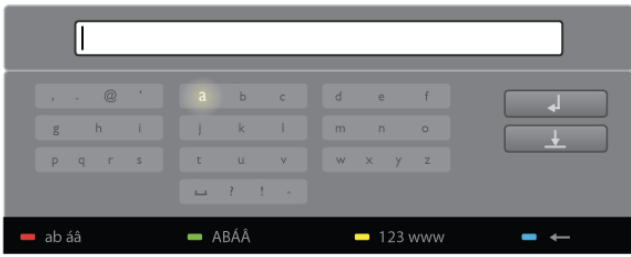 , . @ ' a b c d e f
g h i j k l m n o
p q r s t u v w x y z
␣ ? ! -
ab áâ ABÁÂ 123 www ←